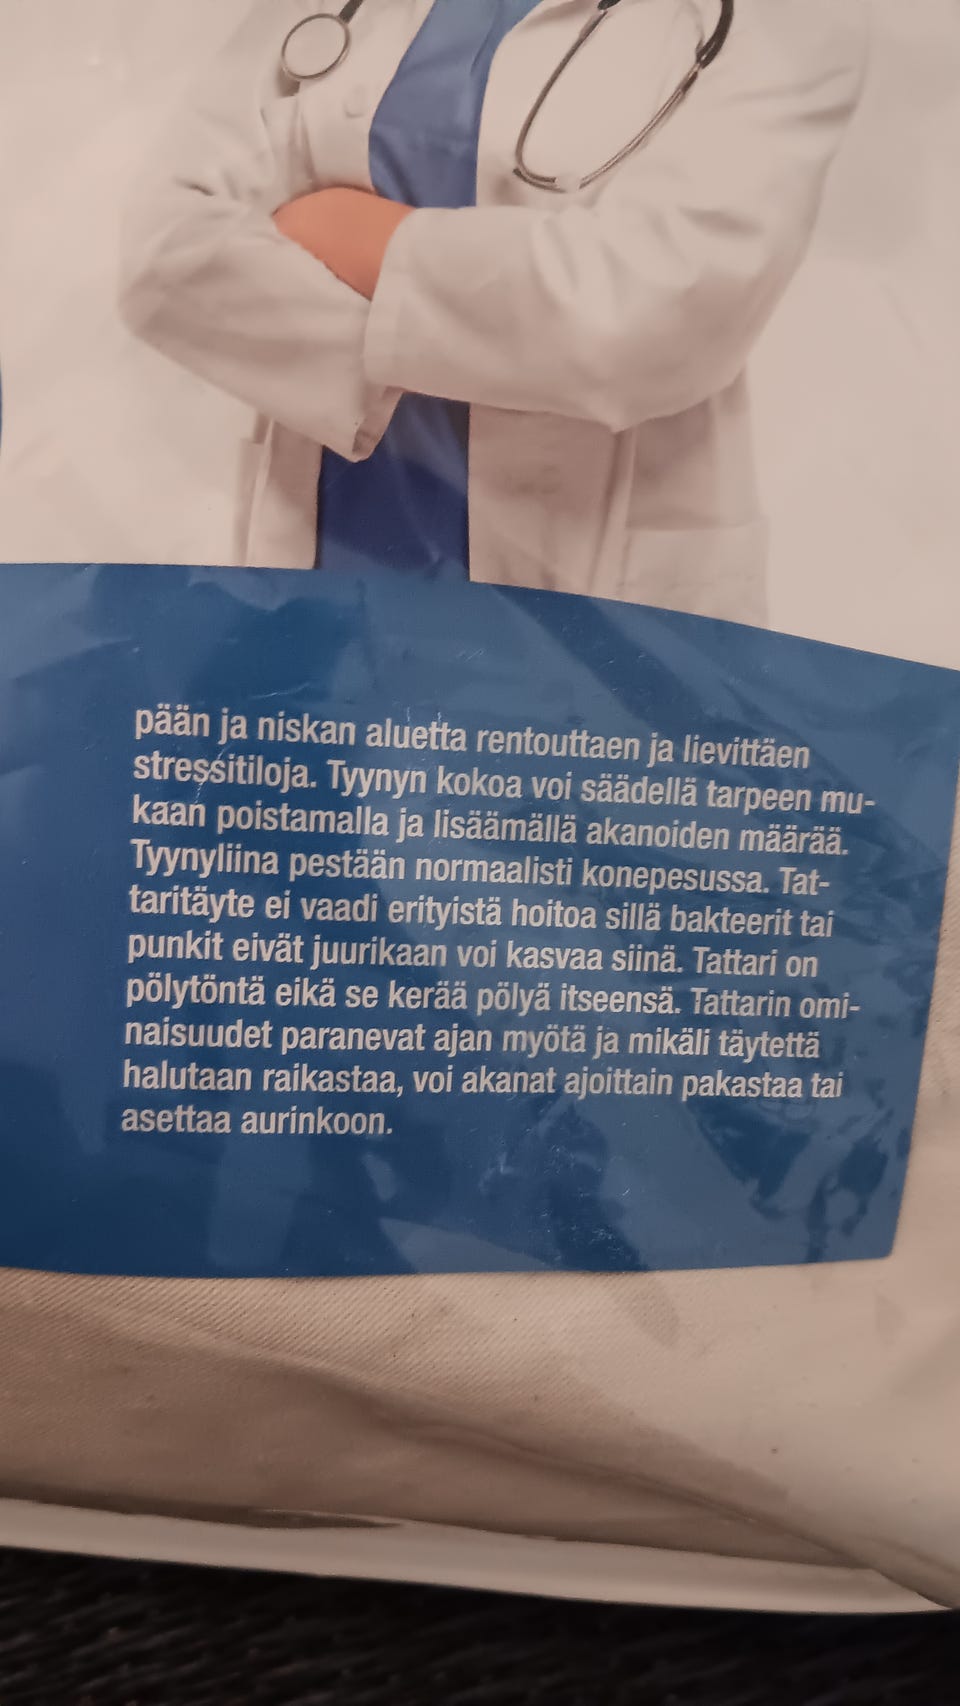 pään ja niskan aluetta rentouttaen ja lievittäen
stressitiloja. Tyynyn kokoa voi säädellä tarpeen mu-
kaan poistamalla ja lisäämällä akanoiden määrää.
Tyynyliina pestään normaalisti konepesussa. Tat-
taritäyte ei vaadi erityistä hoitoa sillä bakteerit tai
punkit eivät juurikaan voi kasvaa siinä. Tattari on
pölytöntä eikä se kerää pölyä itseensä. Tattarin omi-
naisuudet paranevat ajan myötä ja mikäli täytettä
halutaan raikastaa, voi akanat ajoittain pakastaa tai
asettaa aurinkoon.